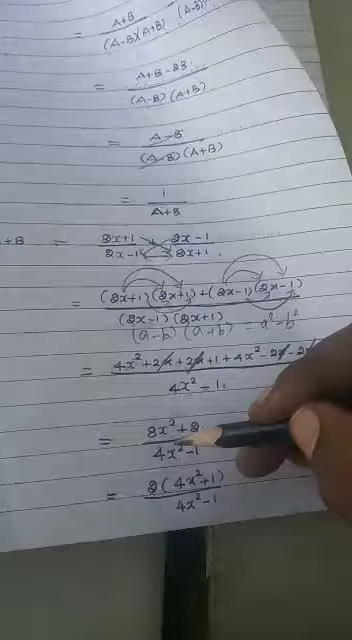 = A+B / (A-B)(A+B) (A-B)
= A+B-2B / (A-B)(A+B)
= A-B / (A-B)(A+B)
= 1 / A+B
+B = 2x+1 / 2x-1 + 2x-1 / 2x+1
= (2x+1)(2x+1)+(2x-1)(2x-1) / (2x-1)(2x+1)
(a-b)(a+b) = a²-b²
= 4x²+2x+2x+1+4x²-2x-2x / 4x²-1
= 8x²+2 / 4x²-1
= 2(4x²+1) / 4x²-1